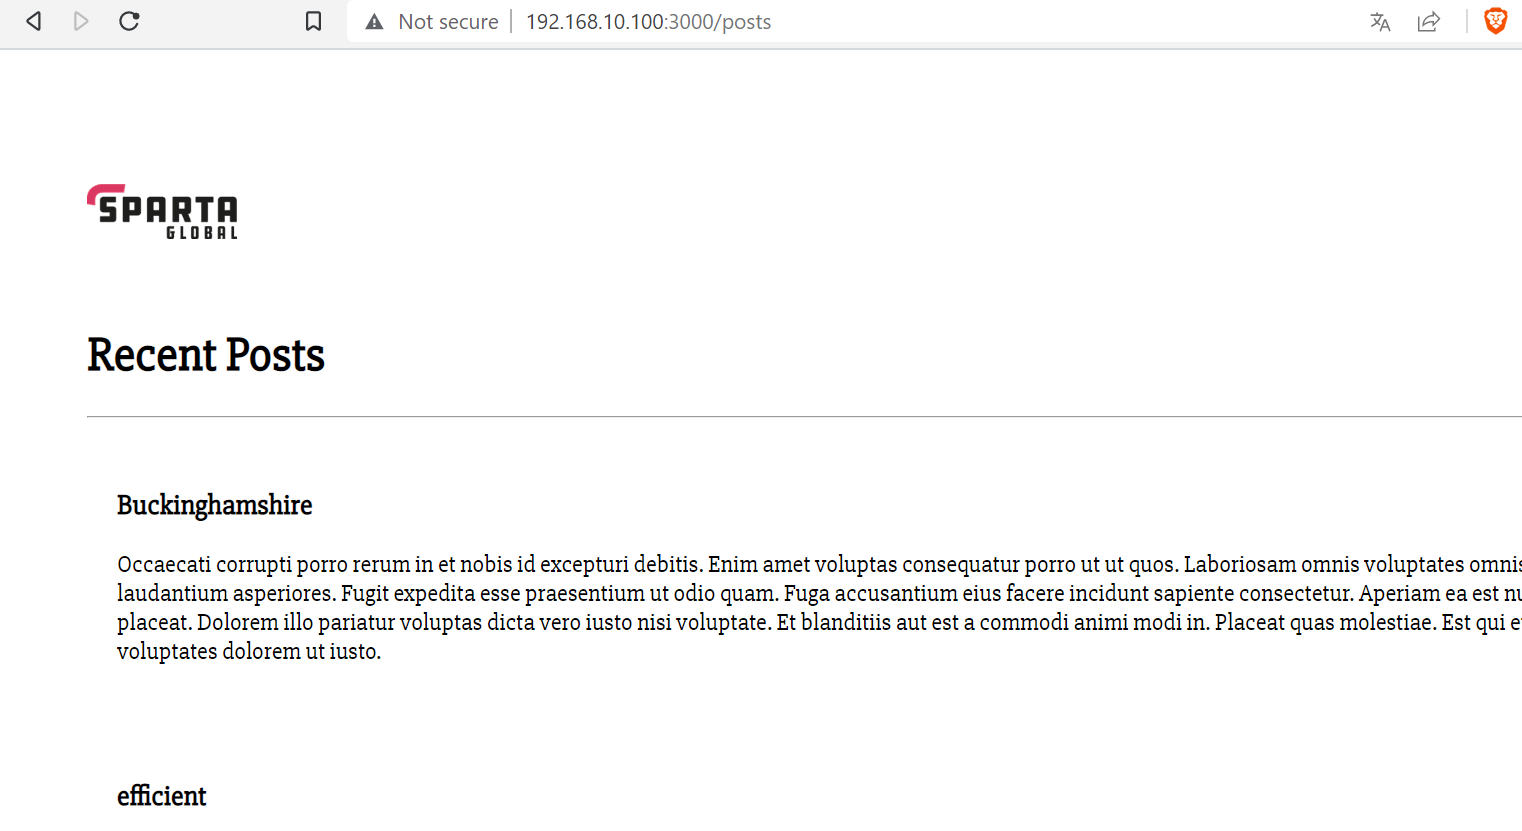 Not secure 192.168.10.100:3000/posts
SPARTA
GLOBAL
Recent Posts
Buckinghamshire
Occaecati corrupti porro rerum in et nobis id excepturi debitis. Enim amet voluptas consequatur porro ut ut quos. Laboriosam omnis voluptates omnis
laudantium asperiores. Fugit expedita esse praesentium ut odio quam. Fuga accusantium eius facere incidunt sapiente consectetur. Aperiam ea est
placeat. Dolorem illo pariatur voluptas dicta vero iusto nisi voluptate. Et blanditiis aut est a commodi animi modi in. Placeat quas molestiae. Est qui
voluptates dolorem ut iusto.
efficient